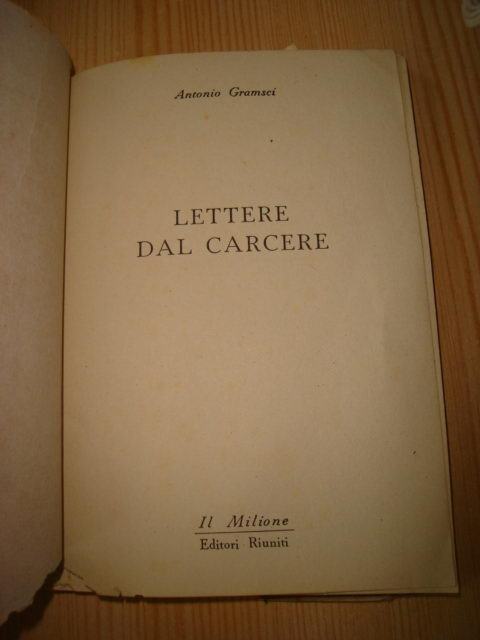 Antonio Gramsci
LETTERE
DAL CARCERE
Il Milione
Editori Riuniti